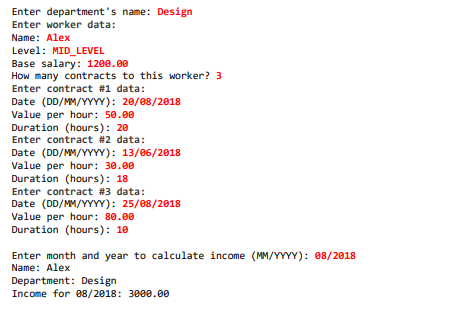 Enter department's name: Design
Enter worker data:
Name: Alex
Level: MID_LEVEL
Base salary: 1200.00
How many contracts to this worker? 3
Enter contract #1 data:
Date (DD/MM/YYYY): 20/08/2018
Value per hour: 50.00
Duration (hours): 20
Enter contract #2 data:
Date (DD/MM/YYYY): 13/06/2018
Value per hour: 30.00
Duration (hours): 18
Enter contract #3 data:
Date (DD/MM/YYYY): 25/08/2018
Value per hour: 80.00
Duration (hours): 10
Enter month and year to calculate income (MM/YYYY): 08/2018
Name: Alex
Department: Design
Income for 08/2018: 3000.00